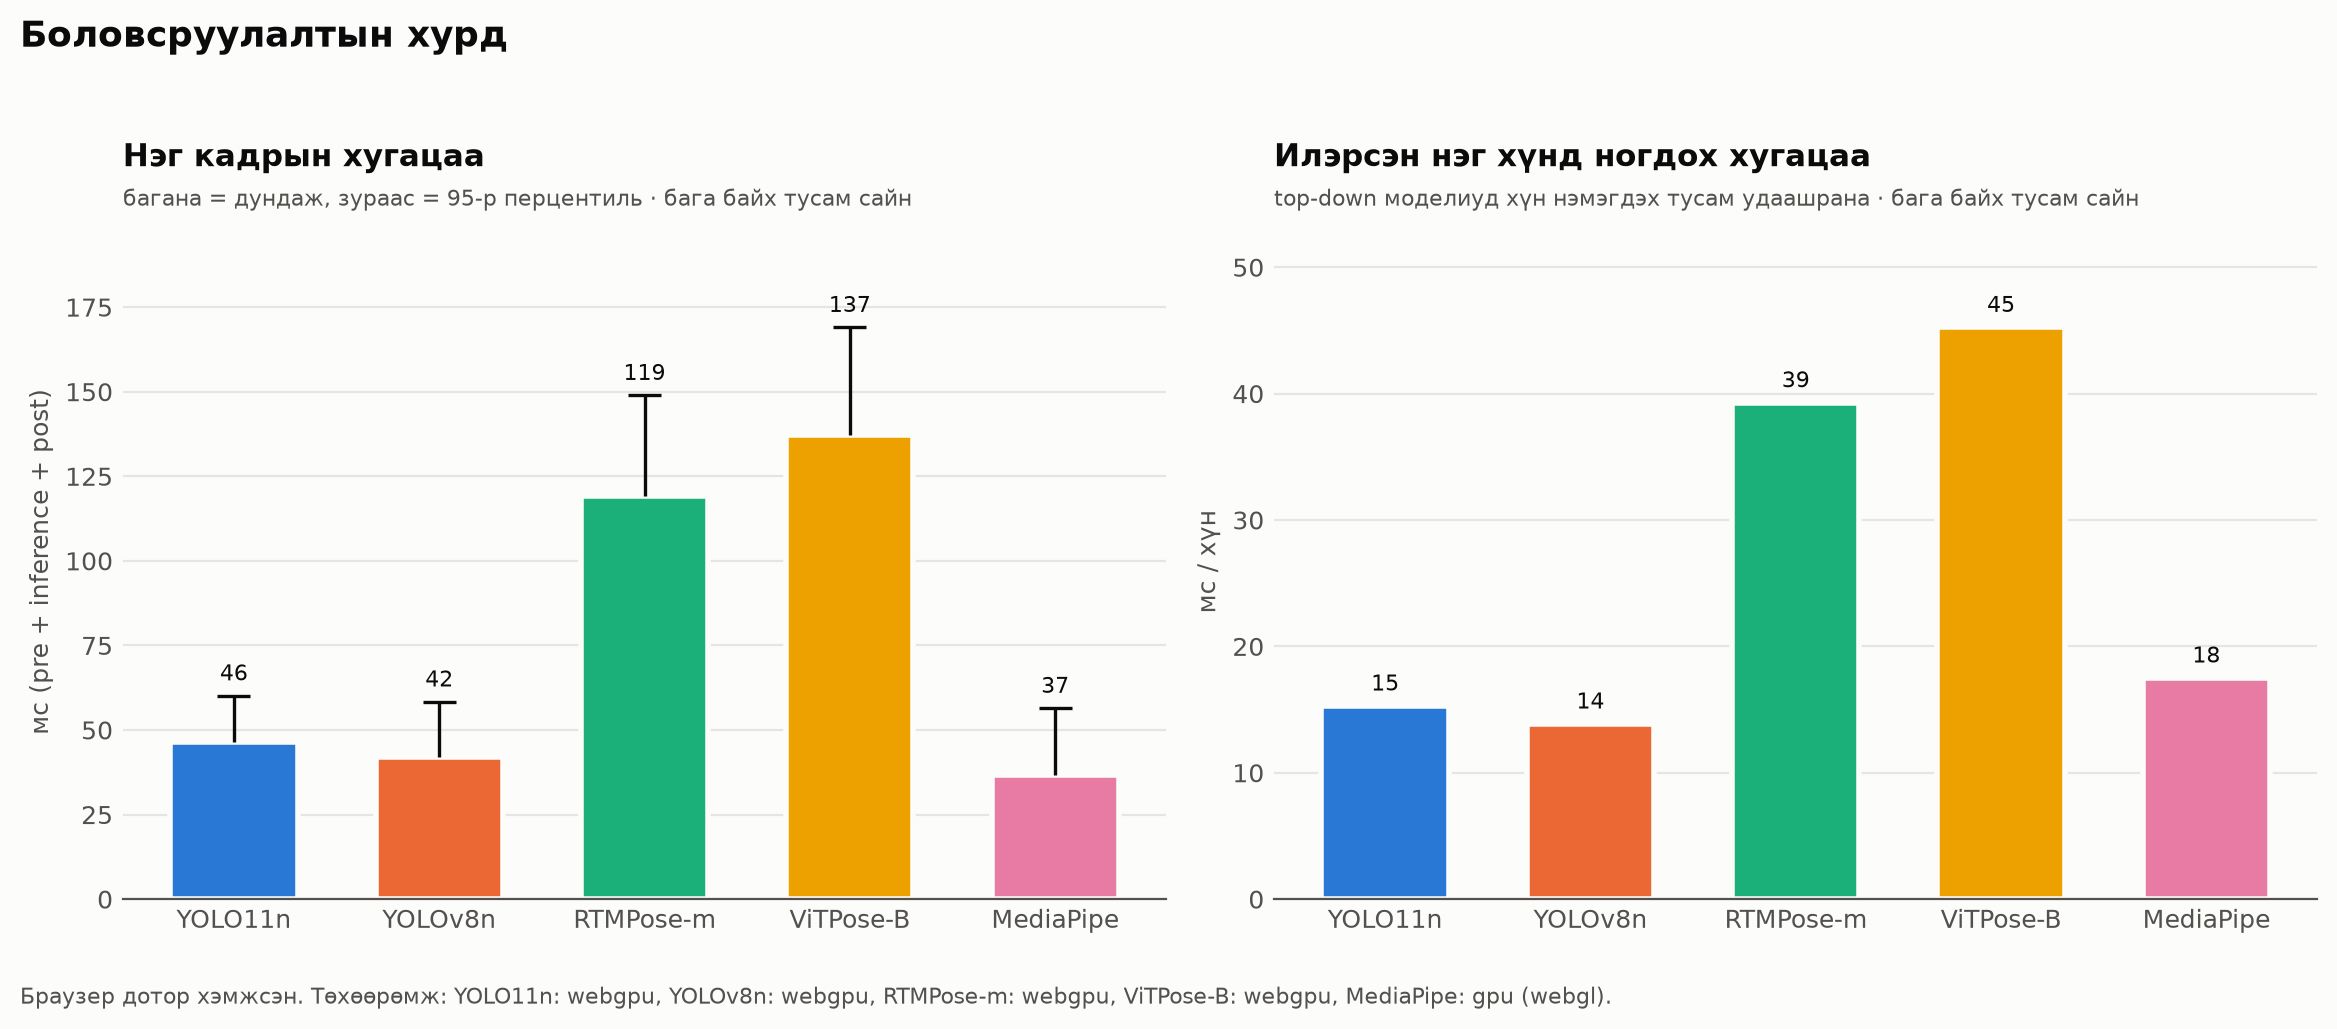 Боловсруулалтын хурд
Нэг кадрын хугацаа
багана = дундаж, зураас = 95-р перцентиль · бага байх тусам сайн
мс (pre + inference + post)
175
150
125
100
75
50
25
0
46
42
119
137
37
YOLO11n
YOLOv8n
RTMPose-m
ViTPose-B
MediaPipe
Илэрсэн нэг хүнд ногдох хугацаа
top-down моделиуд хүн нэмэгдэх тусам удаашрана · бага байх тусам сайн
мс / хүн
50
40
30
20
10
0
15
14
39
45
18
YOLO11n
YOLOv8n
RTMPose-m
ViTPose-B
MediaPipe
Браузер дотор хэмжсэн. Төхөөрөмж: YOLO11n: webgpu, YOLOv8n: webgpu, RTMPose-m: webgpu, ViTPose-B: webgpu, MediaPipe: gpu (webgl).